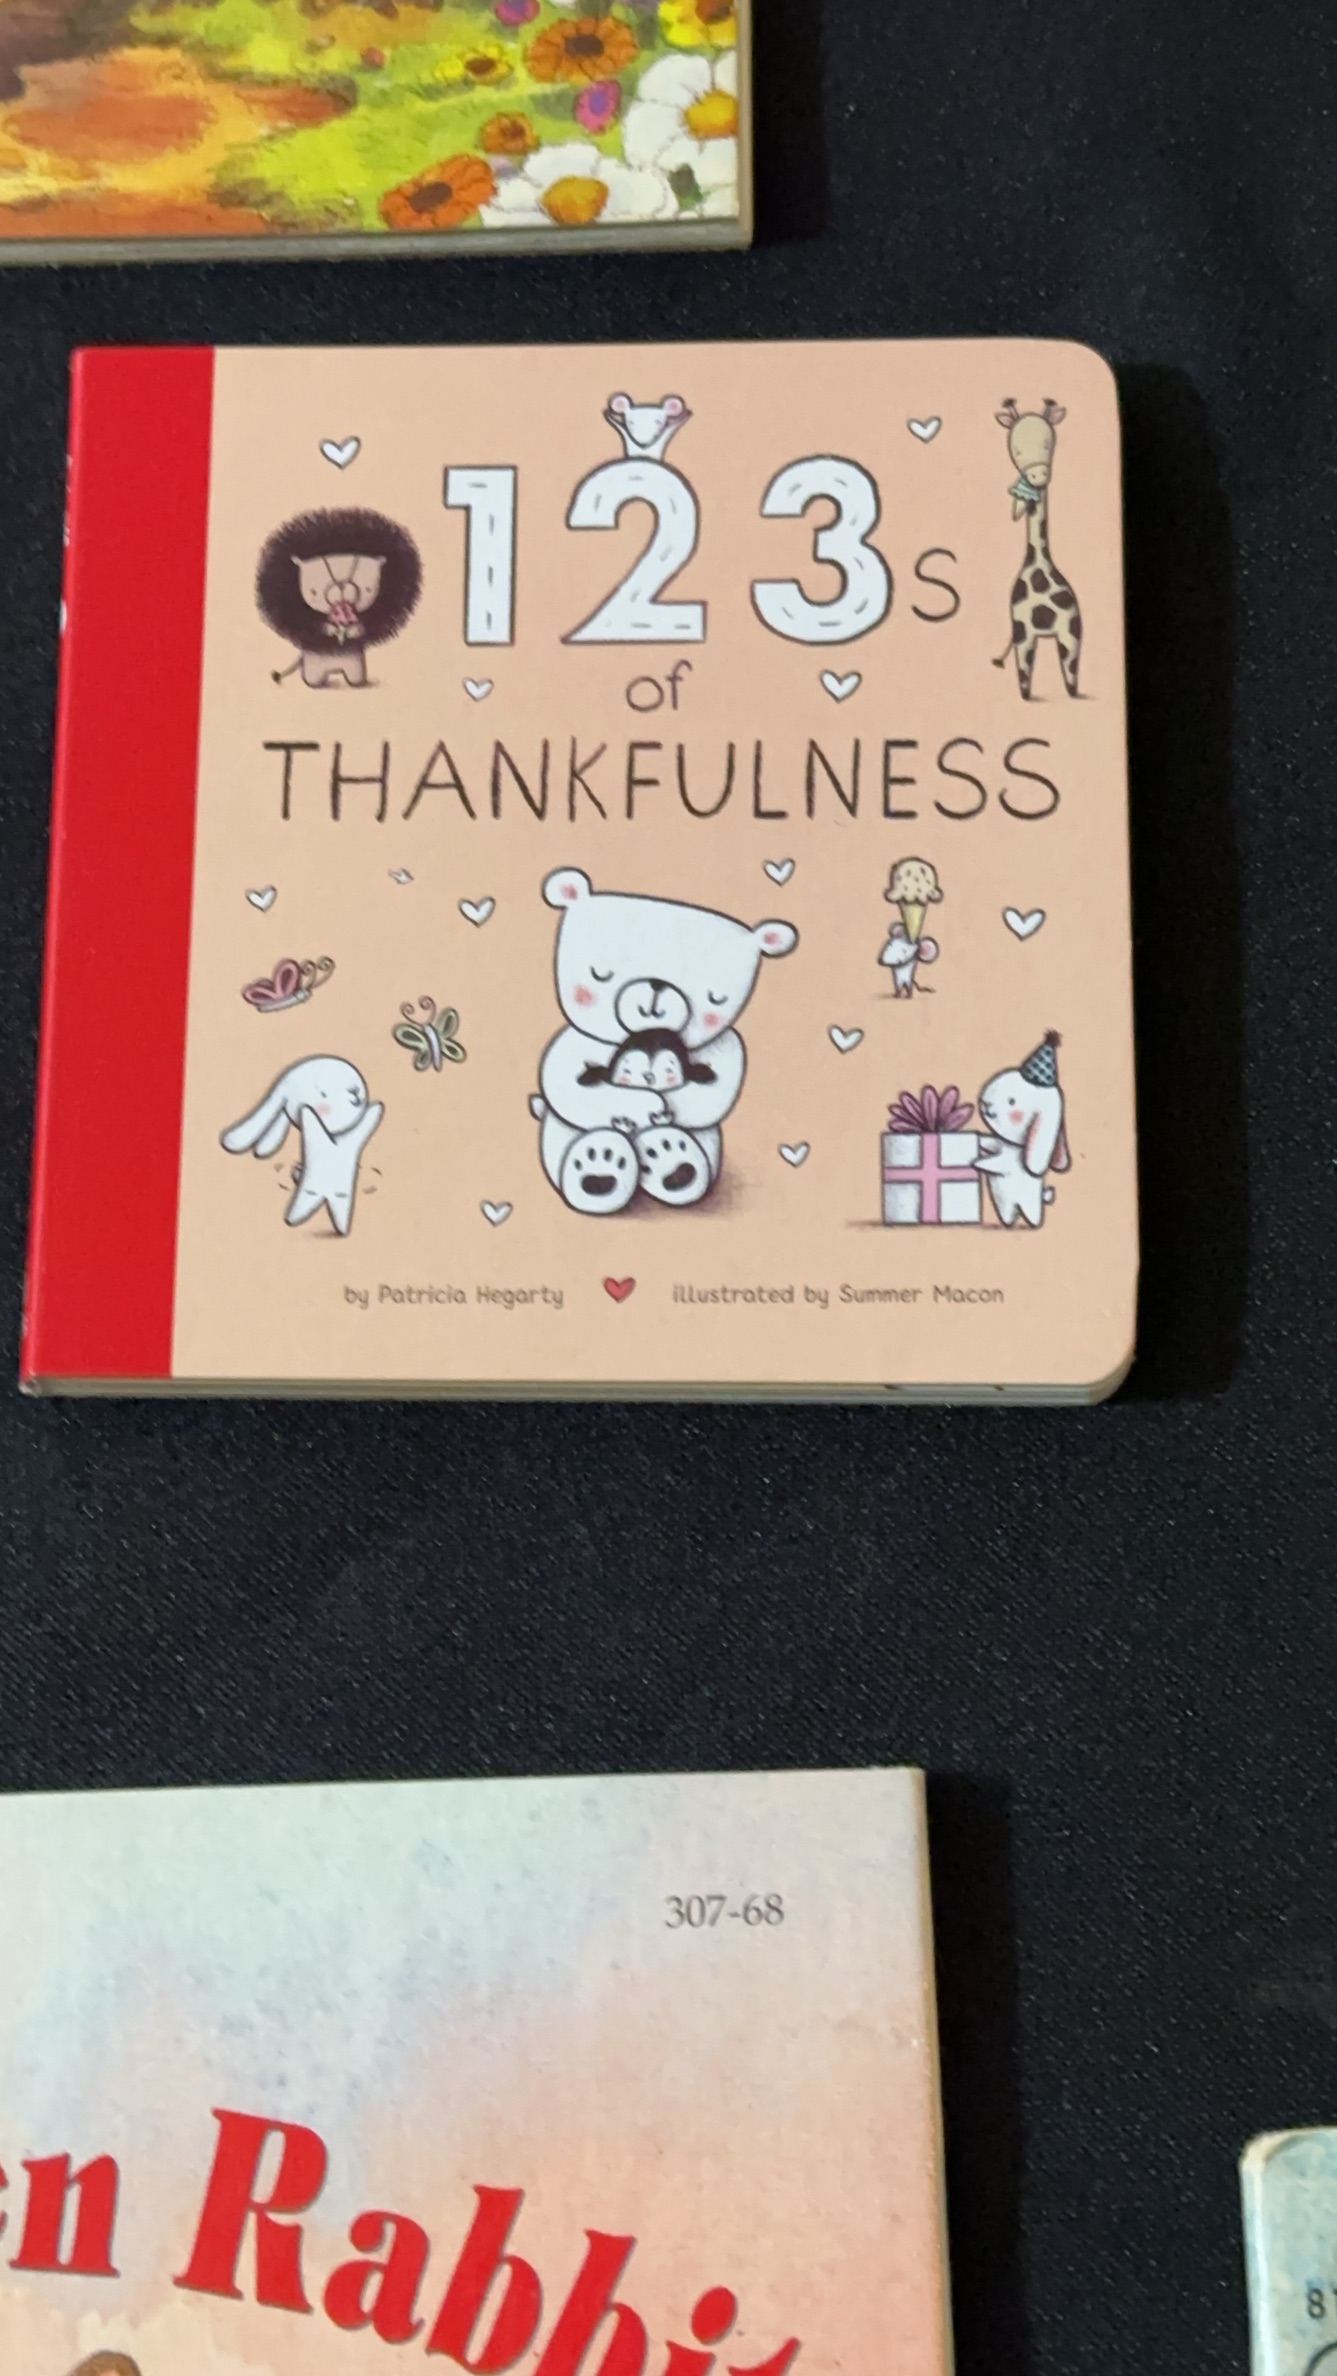 123s
of
THANKFULNESS
by Patricia Hegarty illustrated by Summer Macon
307-68
Rabbit